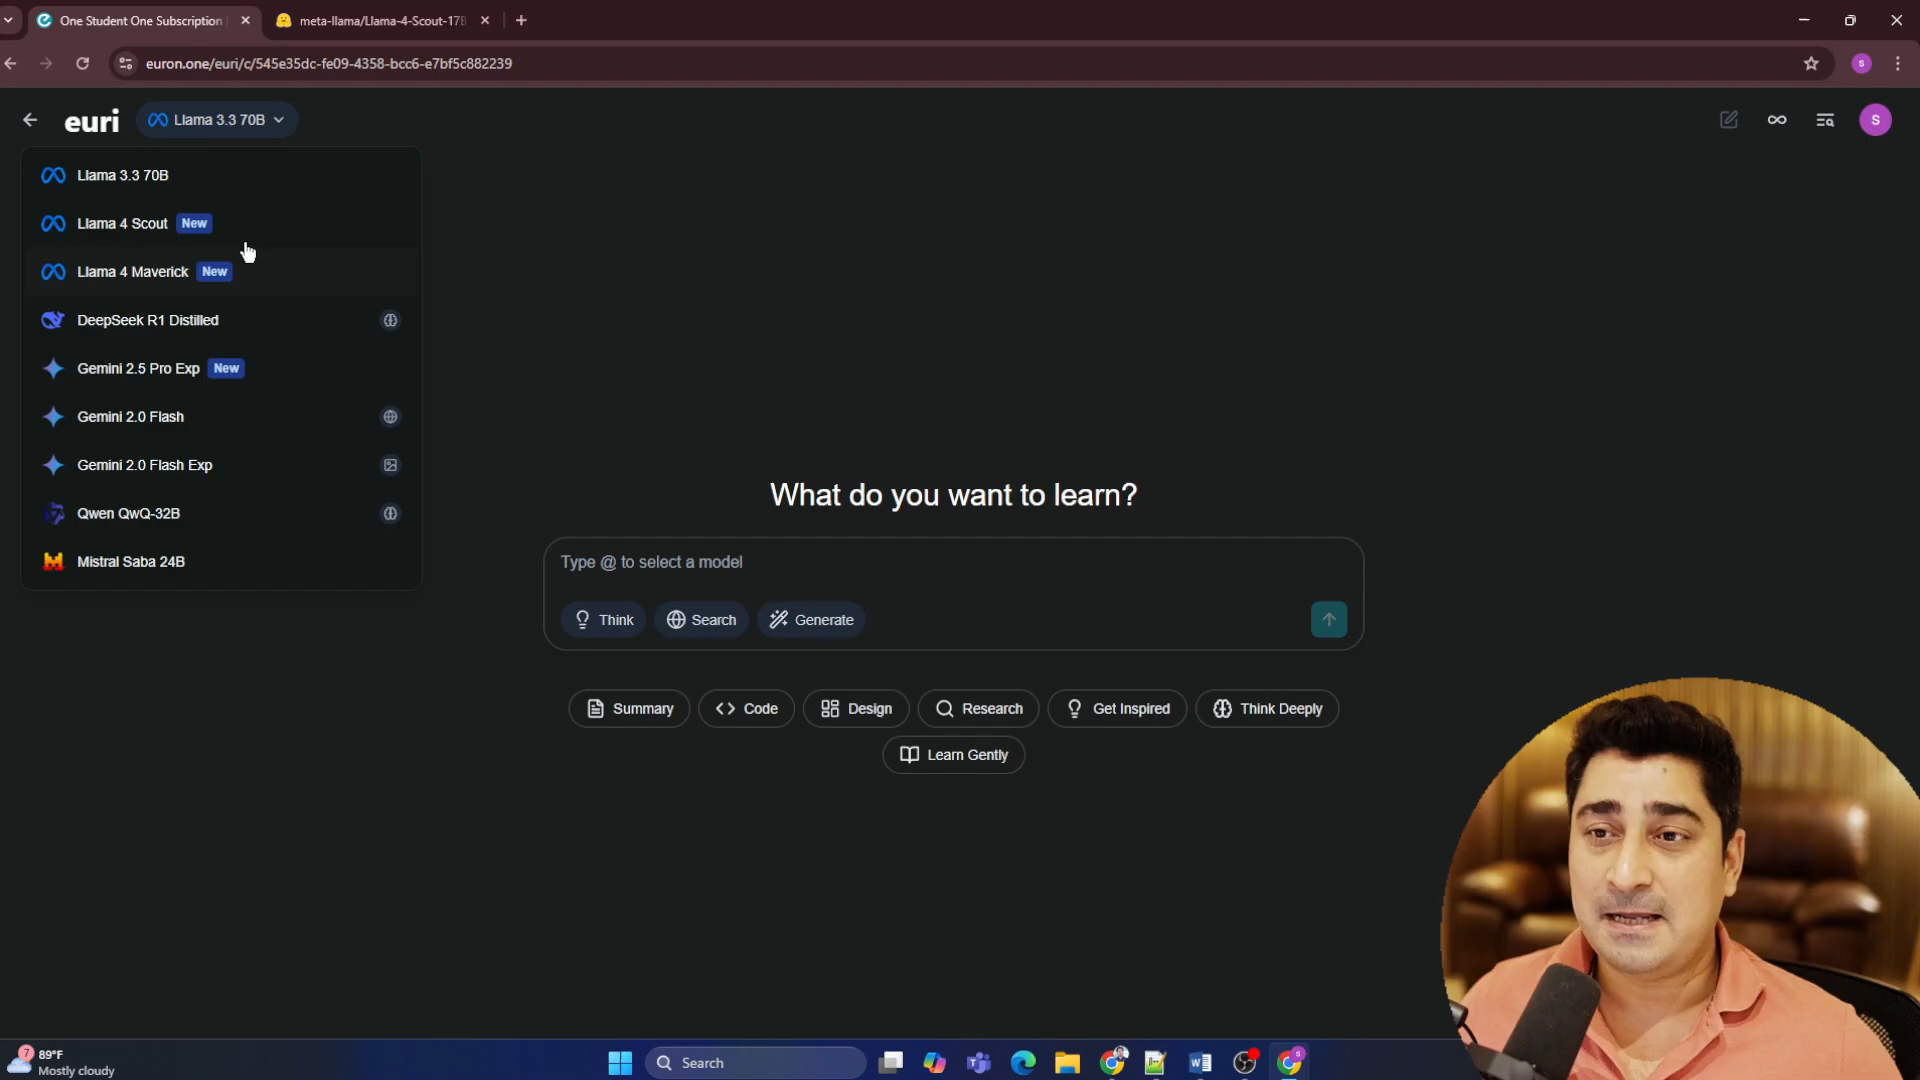 One Student One Subscription
meta-llama/Llama-4-Scout-17B
euron.one/euri/c/545e35dc-fe09-4358-bcc6-e7bf5c882239
S
euri
Llama 3.3 70B
S
Llama 3.3 70B
Llama 4 Scout New
Llama 4 Maverick New
DeepSeek R1 Distilled
Gemini 2.5 Pro Exp New
Gemini 2.0 Flash
Gemini 2.0 Flash Exp
Qwen QwQ-32B
Mistral Saba 24B
What do you want to learn?
Type @ to select a model
Think Search Generate
Summary Code Design Research Get Inspired Think Deeply
Learn Gently
7
89°F
Mostly cloudy
Search